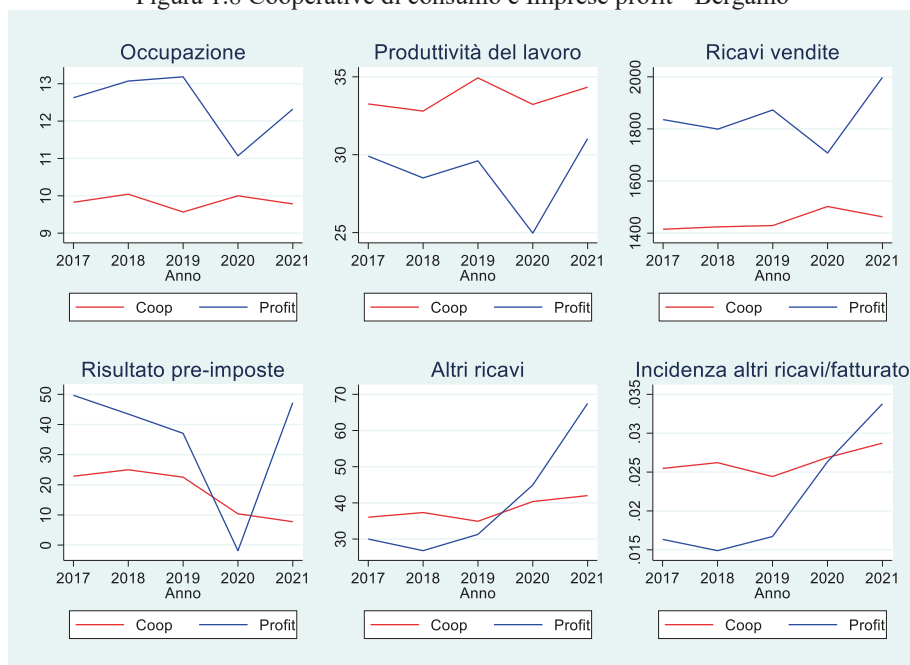 Figura 1.8 Cooperative di consumo e imprese profit - Bergamo
Occupazione
13
12
11
10
9
2017 2018 2019 2020 2021
Anno
Coop Profit
Produttività del lavoro
35
30
25
2017 2018 2019 2020 2021
Anno
Coop Profit
Ricavi vendite
2000
1800
1600
1400
2017 2018 2019 2020 2021
Anno
Coop Profit
Risultato pre-imposte
50
40
30
20
10
0
2017 2018 2019 2020 2021
Anno
Coop Profit
Altri ricavi
70
60
50
40
30
2017 2018 2019 2020 2021
Anno
Coop Profit
Incidenza altri ricavi/fatturato
.035
.03
.025
.02
.015
2017 2018 2019 2020 2021
Anno
Coop Profit